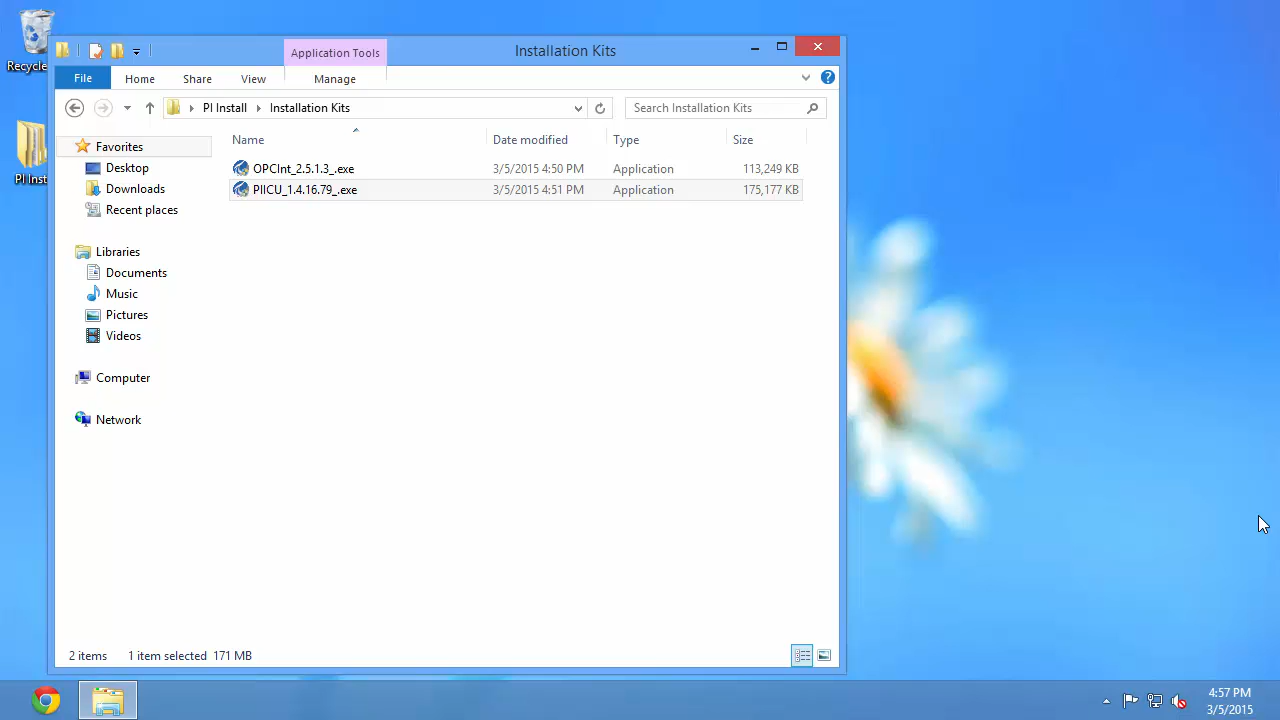 Recycle
PI Inst
Application Tools
Installation Kits
File
Home
Share
View
Manage
PI Install
Installation Kits
Search Installation Kits
Name
Date modified
Type
Size
Favorites
Desktop
Downloads
Recent places
Libraries
Documents
Music
Pictures
Videos
Computer
Network
OPCInt_2.5.1.3_.exe 3/5/2015 4:50 PM Application 113,249 KB
PIICU_1.4.16.79_.exe 3/5/2015 4:51 PM Application 175,177 KB
2 items 1 item selected 171 MB
4:57 PM
3/5/2015